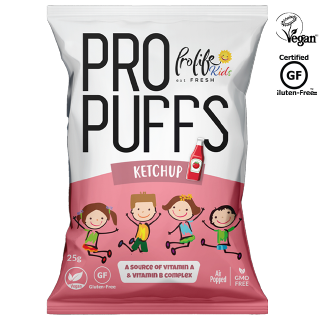 PRO
prolife
Kids
EAT FRESH
PUFFS
KETCHUP
25g
Vegan
GF
Gluten-Free
A SOURCE OF VITAMIN A
& VITAMIN B COMPLEX
Air
Popped
GMO
FREE
Vegan
Certified
GF
Gluten-Free